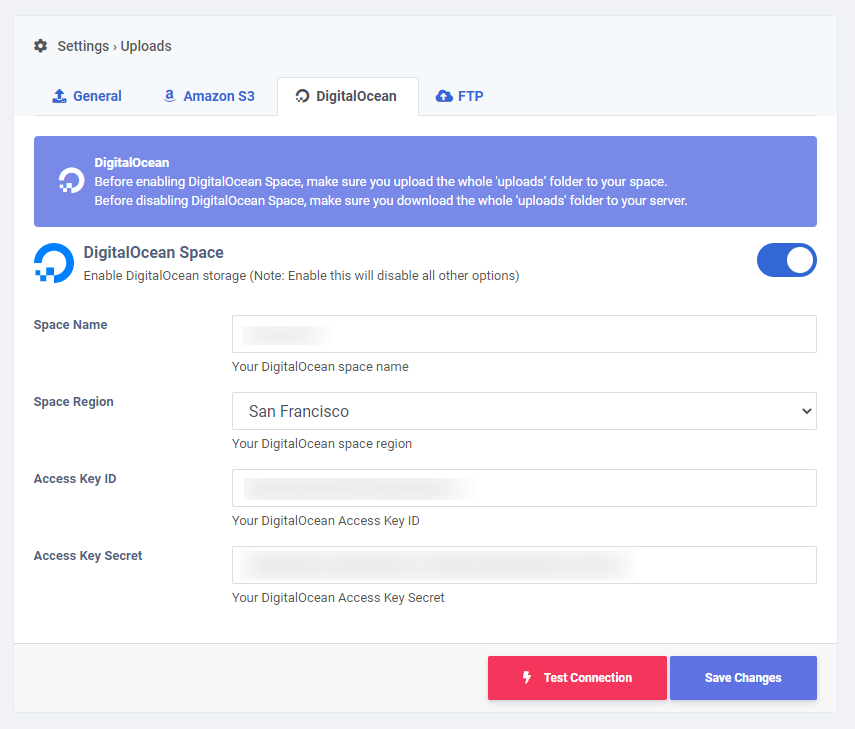 Settings › Uploads
General
Amazon S3
DigitalOcean
FTP
DigitalOcean
Before enabling DigitalOcean Space, make sure you upload the whole 'uploads' folder to your space.
Before disabling DigitalOcean Space, make sure you download the whole 'uploads' folder to your server.
DigitalOcean Space
Enable DigitalOcean storage (Note: Enable this will disable all other options)
Space Name
Your DigitalOcean space name
Space Region
San Francisco
Your DigitalOcean space region
Access Key ID
Your DigitalOcean Access Key ID
Access Key Secret
Your DigitalOcean Access Key Secret
Test Connection
Save Changes